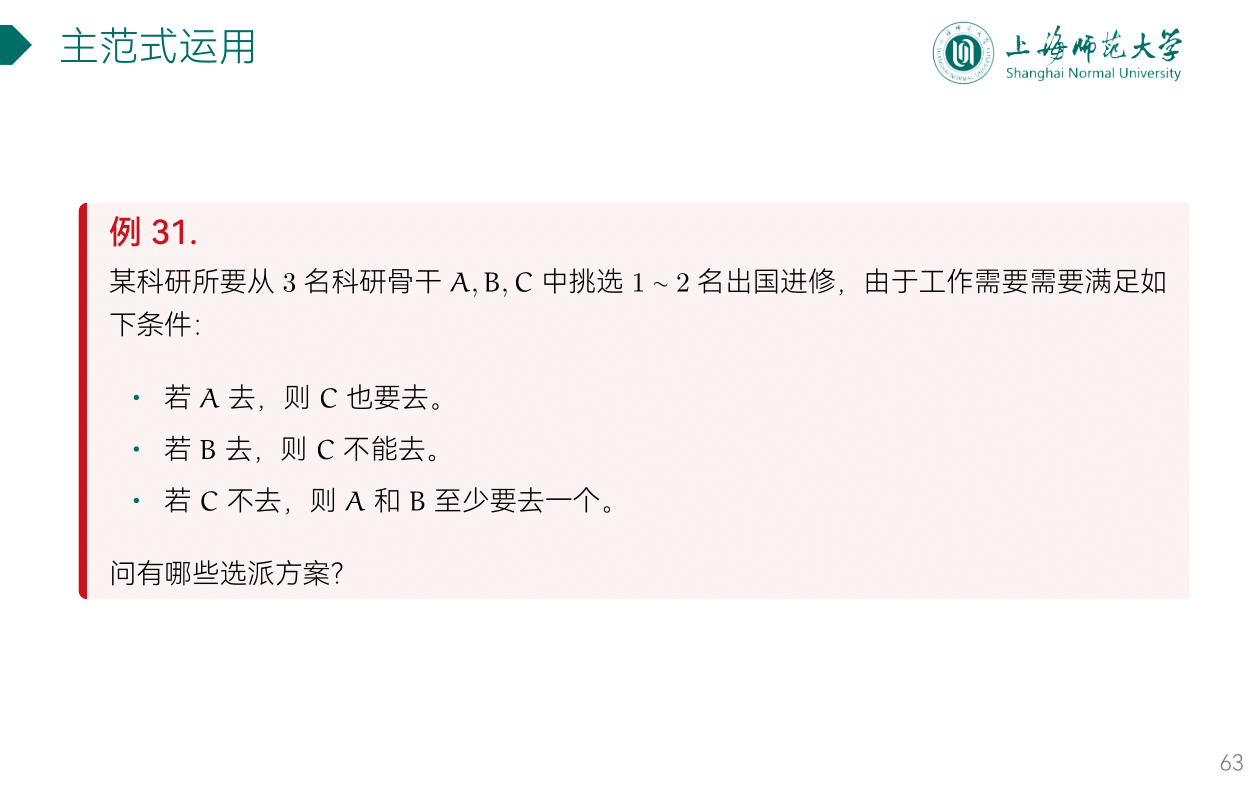 主范式运用
上海师范大学
Shanghai Normal University
例 31.
某科研所要从 3 名科研骨干 A, B, C 中挑选 1 ~ 2 名出国进修，由于工作需要需要满足如
下条件：
• 若 A 去，则 C 也要去。
• 若 B 去，则 C 不能去。
• 若 C 不去，则 A 和 B 至少要去一个。
问有哪些选派方案？
63